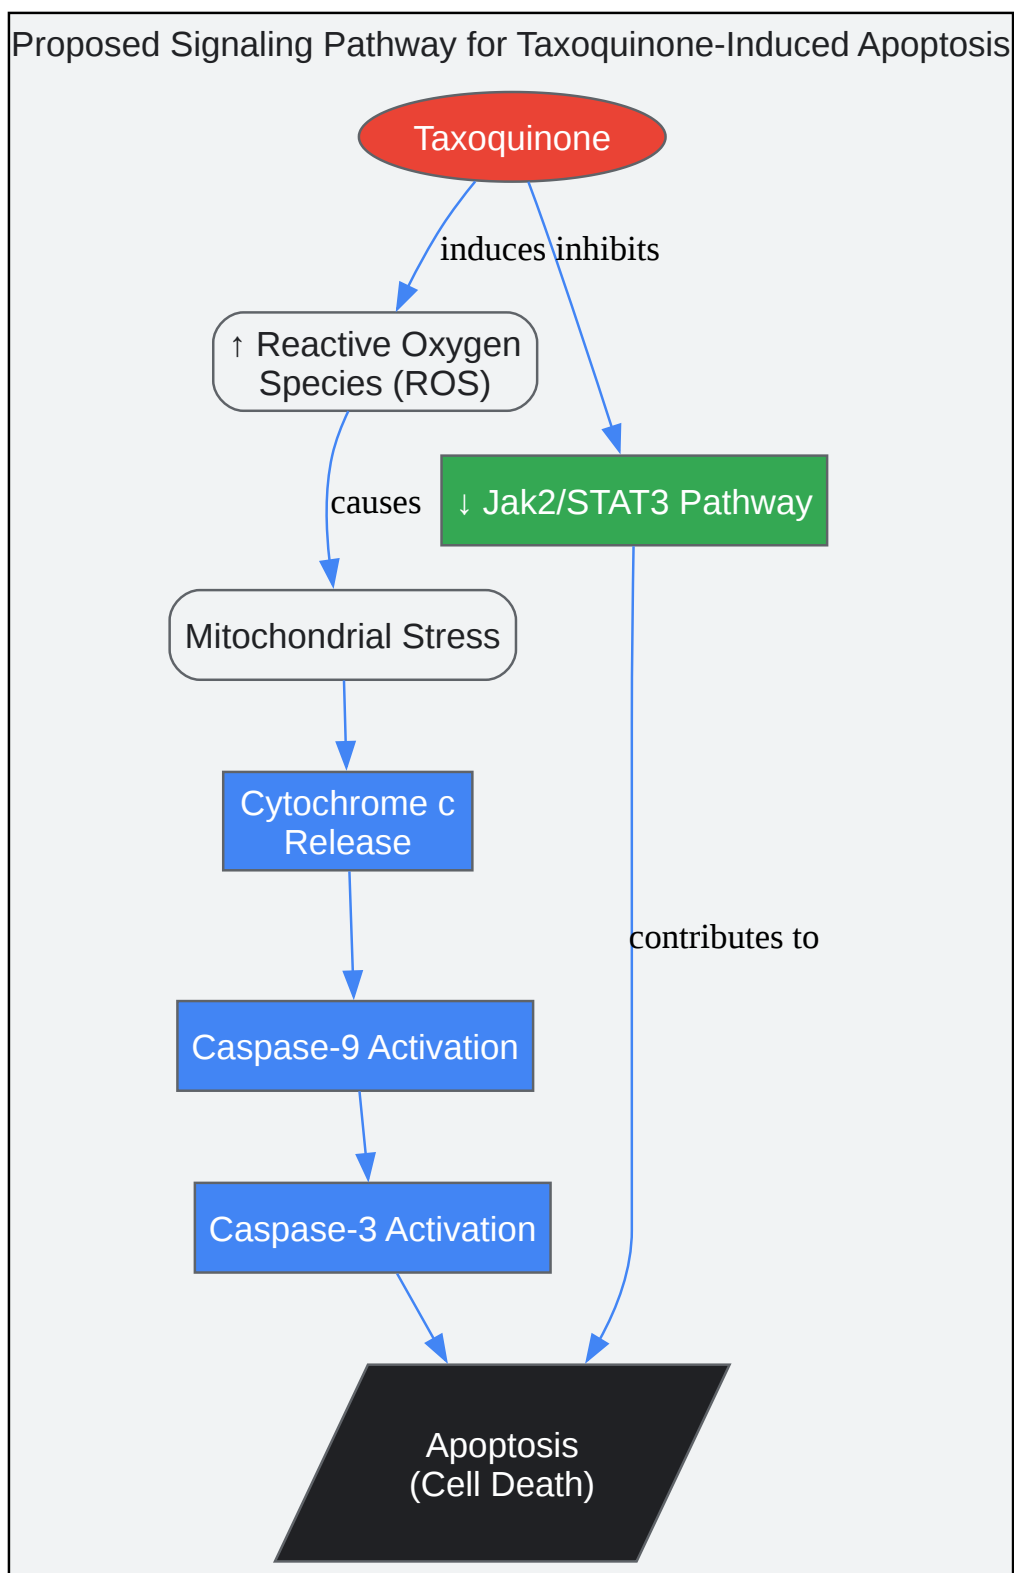 Proposed Signaling Pathway for Taxoquinone-Induced Apoptosis
Taxoquinone
induces
inhibits
↑ Reactive Oxygen
Species (ROS)
causes
↓ Jak2/STAT3 Pathway
Mitochondrial Stress
Cytochrome c
Release
contributes to
Caspase-9 Activation
Caspase-3 Activation
Apoptosis
(Cell Death)